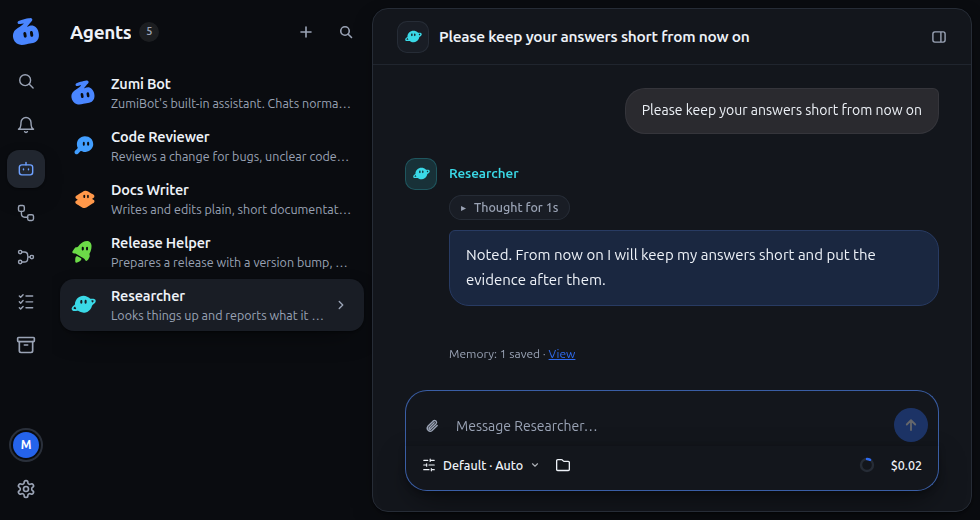 Agents 5
Zumi Bot
ZumiBot's built-in assistant. Chats norma…
Code Reviewer
Reviews a change for bugs, unclear code…
Docs Writer
Writes and edits plain, short documentat…
Release Helper
Prepares a release with a version bump, …
Researcher
Looks things up and reports what it …
M
Please keep your answers short from now on
Please keep your answers short from now on
Researcher
Thought for 1s
Noted. From now on I will keep my answers short and put the
evidence after them.
Memory: 1 saved · View
Message Researcher…
Default · Auto
$0.02